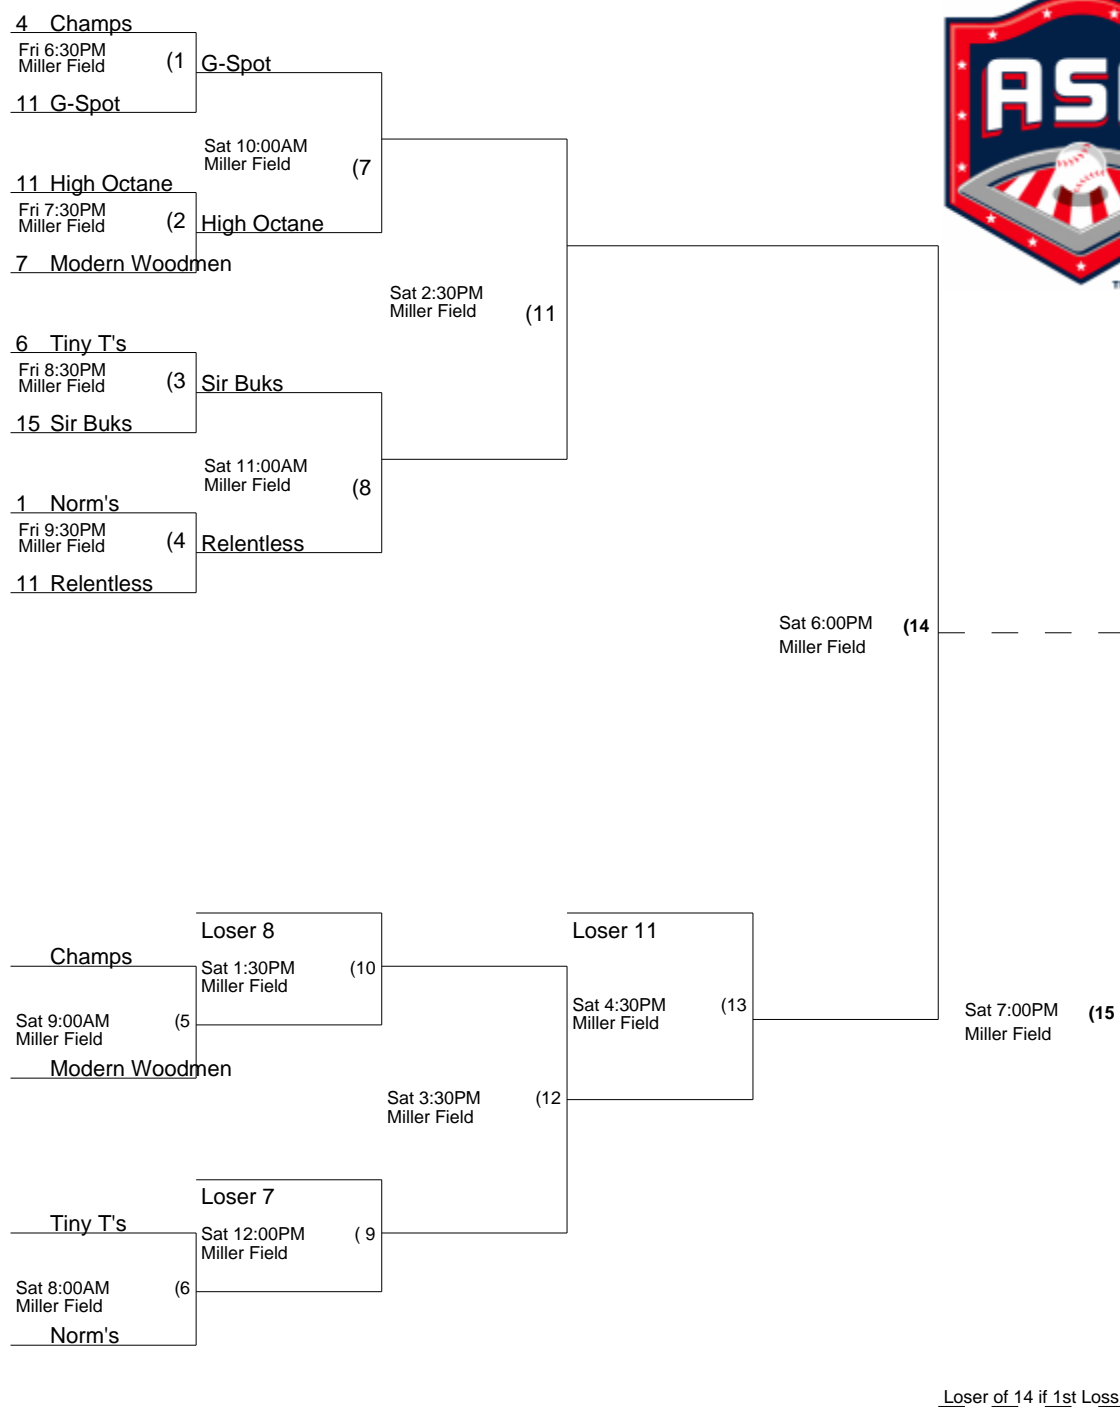 4 Champs
Fri 6:30PM
Miller Field (1
G-Spot
11 G-Spot
Sat 10:00AM
Miller Field (7
11 High Octane
Fri 7:30PM
Miller Field (2
High Octane
7 Modern Woodmen
Sat 2:30PM
Miller Field (11
6 Tiny T's
Fri 8:30PM
Miller Field (3
Sir Buks
15 Sir Buks
Sat 11:00AM
Miller Field (8
1 Norm's
Fri 9:30PM
Miller Field (4
Relentless
11 Relentless
Sat 6:00PM (14
Miller Field
Loser 8
Champs
Sat 1:30PM (10
Miller Field
Sat 9:00AM (5
Miller Field
Modern Woodmen
Loser 11
Sat 4:30PM (13
Miller Field
Sat 7:00PM (15
Miller Field
Sat 3:30PM (12
Miller Field
Loser 7
Tiny T's
Sat 12:00PM ( 9
Miller Field
Sat 8:00AM (6
Miller Field
Norm's
Loser of 14 if 1st Loss